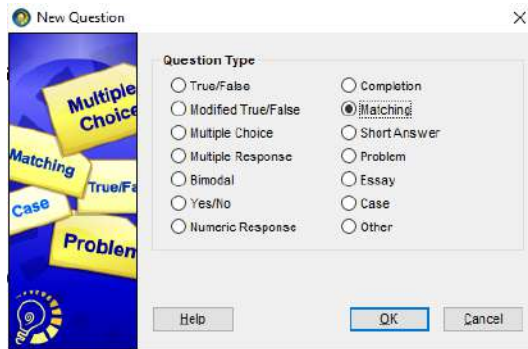 New Question
Question Type
True/False
Modified True/False
Multiple Choice
Multiple Response
Bimodal
Yes/No
Numeric Response
Completion
Matching
Short Answer
Problem
Essay
Case
Other
Multiple
Choice
Matching
True/Fa
Case
Problem
Help
OK
Cancel